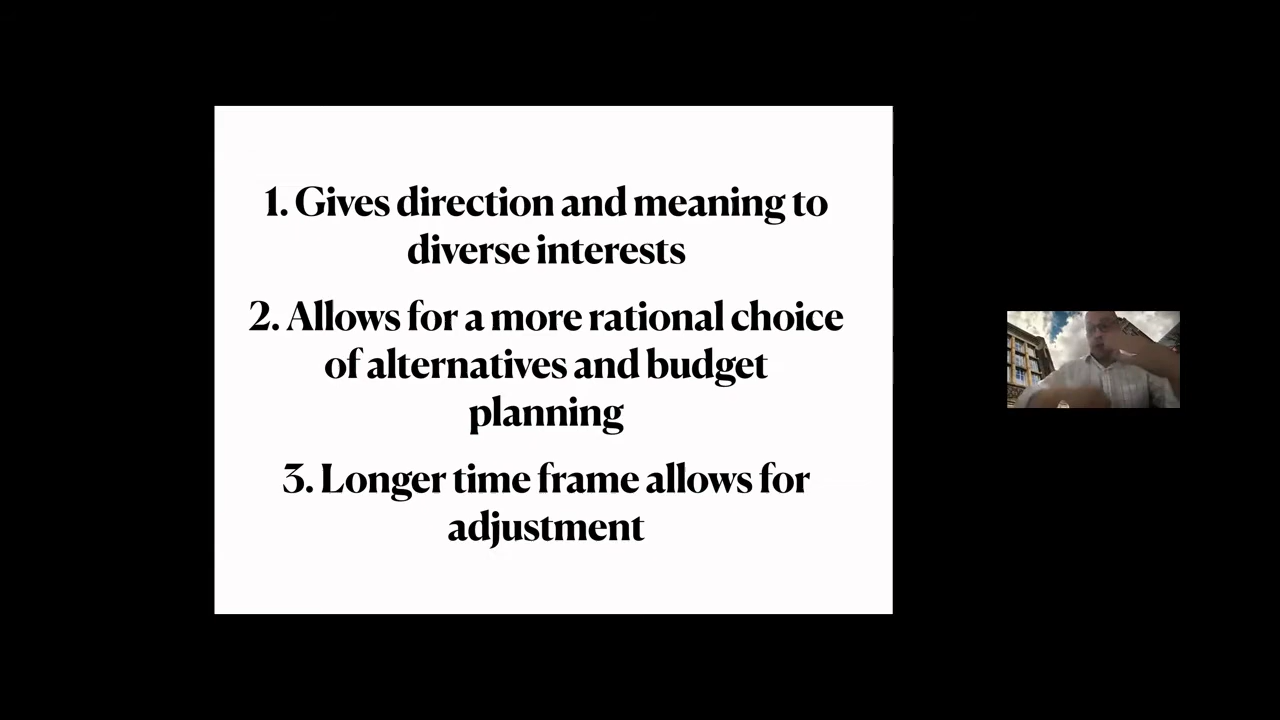 1. Gives direction and meaning to
diverse interests
2. Allows for a more rational choice
of alternatives and budget
planning
3. Longer time frame allows for
adjustment